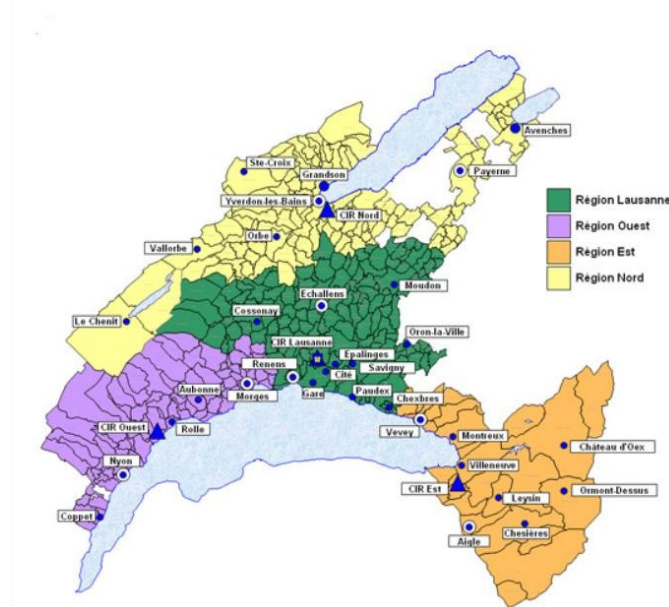 Avenches
Ste-Croix
Payerne
Grandson
Yverdon-les-Bains
CIR Nord
Orbe
Vallorbe
Région Lausanne
Région Ouest
Région Est
Région Nord
Moudon
Echallens
Le Chenit
Cossonay
Oron-la-Ville
CIR Lausanne
Epalinges
Renens
Savigny
Cité
Aubonne
Morges
Gare
Paudex
Chexbres
CIR Ouest
Rolle
Vevey
Montreux
Château d'Oex
Nyon
Villeneuve
CIR Est
Leysin
Ormont-Dessus
Coppet
Aigle
Chesières